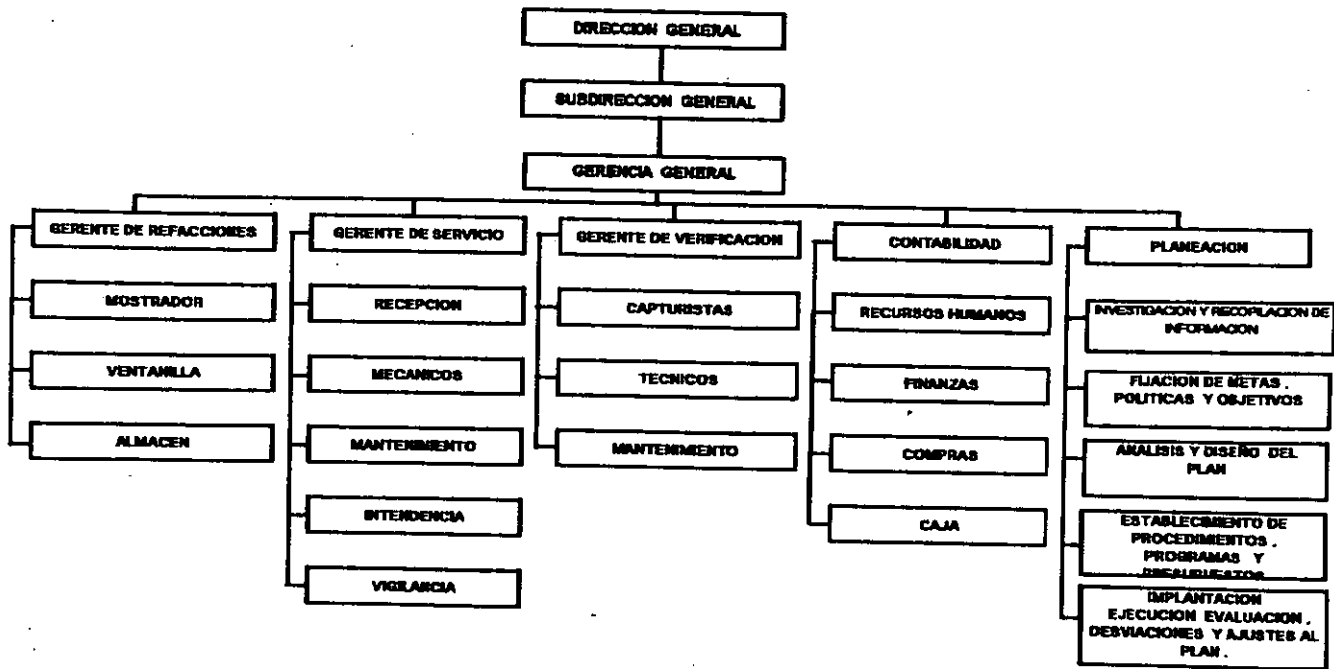 DIRECCION GENERAL
SUBDIRECCION GENERAL
GERENCIA GENERAL
GERENTE DE REFACCIONES
MOSTRADOR
VENTANILLA
ALMACEN
GERENTE DE SERVICIO
RECEPCION
MECANICOS
MANTENIMIENTO
INTENDENCIA
VIGILANCIA
GERENTE DE VERIFICACION
CAPTURISTAS
TECNICOS
MANTENIMIENTO
CONTABILIDAD
RECURSOS HUMANOS
FINANZAS
COMPRAS
CAJA
PLANEACION
INVESTIGACION Y RECOPILACION DE
INFORMACION
FIJACION DE METAS ,
POLITICAS Y OBJETIVOS
ANALISIS Y DISEÑO DEL
PLAN
ESTABLECIMIENTO DE
PROCEDIMIENTOS ,
PROGRAMAS Y
PRESUPUESTOS
IMPLANTACION
EJECUCION EVALUACION ,
DESVIACIONES Y AJUSTES AL
PLAN .